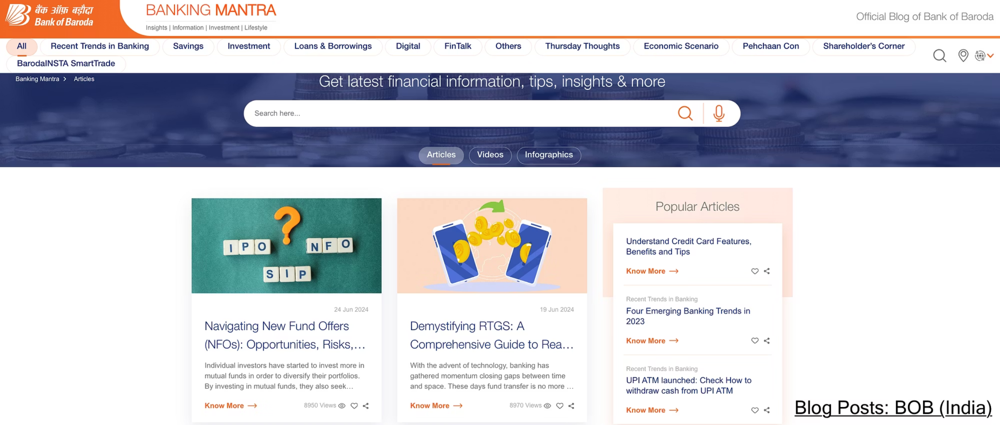 बैंक ऑफ़ बड़ौदा
Bank of Baroda
BANKING MANTRA
Insights | Information | Investment | Lifestyle
Official Blog of Bank of Baroda
All
Recent Trends in Banking
Savings
Investment
Loans & Borrowings
Digital
FinTalk
Others
Thursday Thoughts
Economic Scenario
Pehchaan Con
Shareholder's Corner
BarodaINSTA SmartTrade
Banking Mantra > Articles
Get latest financial information, tips, insights & more
Search here...
Articles
Videos
Infographics
IPO
NFO
SIP
24 Jun 2024
Navigating New Fund Offers
(NFOs): Opportunities, Risks,...
Individual investors have started to invest more in
mutual funds in order to diversify their portfolios.
By investing in mutual funds, they also seek...
Know More
8950 Views
19 Jun 2024
Demystifying RTGS: A
Comprehensive Guide to Rea...
With the advent of technology, banking has
gathered momentum closing gaps between time
and space. These days fund transfer is no more ...
Know More
8970 Views
Popular Articles
Understand Credit Card Features,
Benefits and Tips
Know More
Recent Trends in Banking
Four Emerging Banking Trends in
2023
Know More
Recent Trends in Banking
UPI ATM launched: Check How to
withdraw cash from UPI ATM
Know More
Blog Posts: BOB (India)